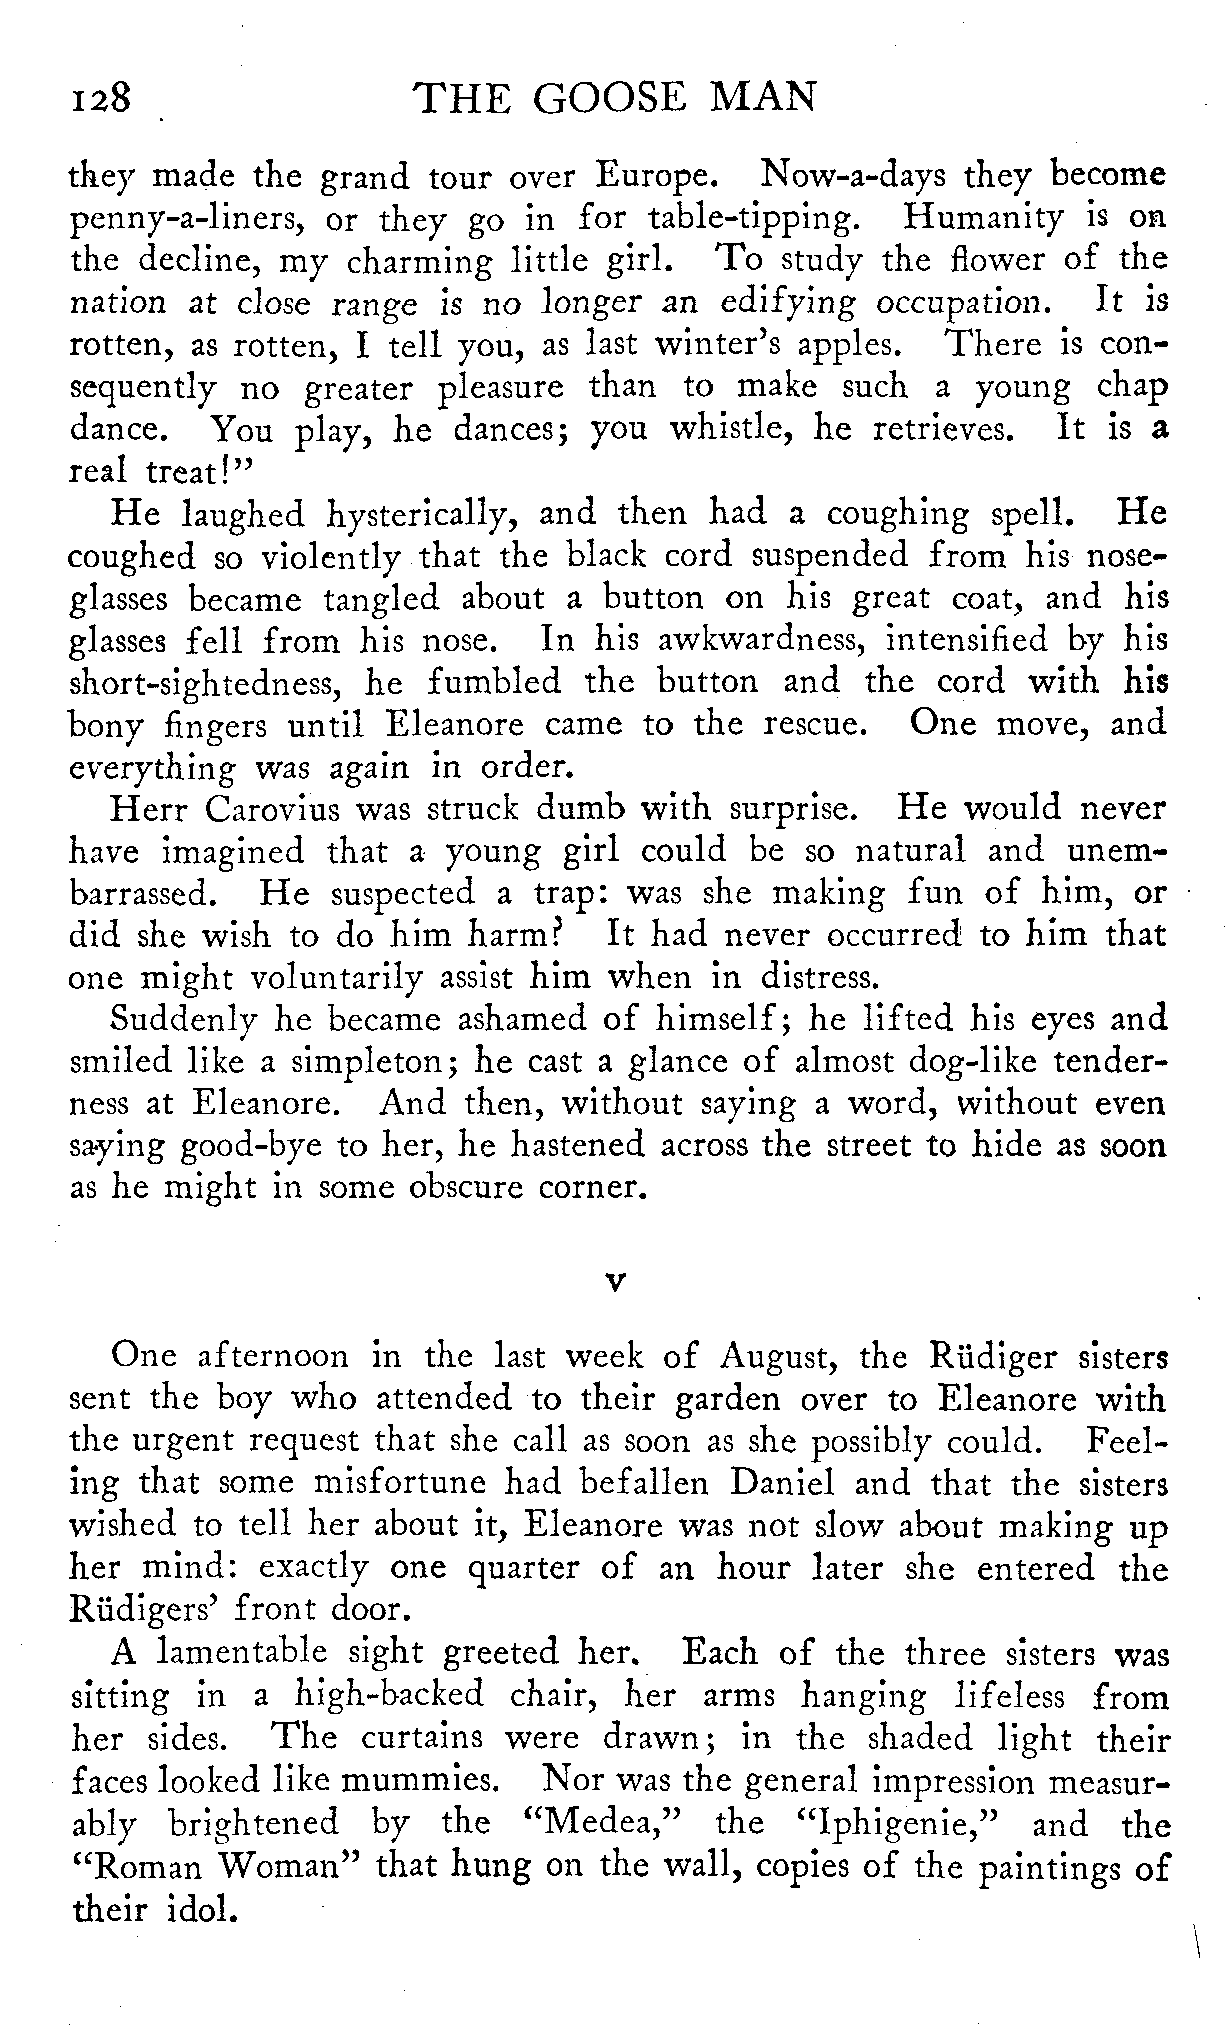 128 THE GOOSE MAN
they made the grand tour over Europe. Now-a-days they become
penny-a-liners, or they go in for table-tipping. Humanity is on
the decline, my charming little girl. To study the flower of the
nation at close range is no longer an edifying occupation. It is
rotten, as rotten, I tell you, as last winter's apples. There is con-
sequently no greater pleasure than to make such a young chap
dance. You play, he dances; you whistle, he retrieves. It is a
real treat!"
He laughed hysterically, and then had a coughing spell. He
coughed so violently that the black cord suspended from his nose-
glasses became tangled about a button on his great coat, and his
glasses fell from his nose. In his awkwardness, intensified by his
short-sightedness, he fumbled the button and the cord with his
bony fingers until Eleanore came to the rescue. One move, and
everything was again in order.
Herr Carovius was struck dumb with surprise. He would never
have imagined that a young girl could be so natural and unem-
barrassed. He suspected a trap: was she making fun of him, or
did she wish to do him harm? It had never occurred to him that
one might voluntarily assist him when in distress.
Suddenly he became ashamed of himself; he lifted his eyes and
smiled like a simpleton; he cast a glance of almost dog-like tender-
ness at Eleanore. And then, without saying a word, without even
saying good-bye to her, he hastened across the street to hide as soon
as he might in some obscure corner.
V
One afternoon in the last week of August, the Rüdiger sisters
sent the boy who attended to their garden over to Eleanore with
the urgent request that she call as soon as she possibly could. Feel-
ing that some misfortune had befallen Daniel and that the sisters
wished to tell her about it, Eleanore was not slow about making up
her mind: exactly one quarter of an hour later she entered the
Rüdigers' front door.
A lamentable sight greeted her. Each of the three sisters was
sitting in a high-backed chair, her arms hanging lifeless from
her sides. The curtains were drawn; in the shaded light their
faces looked like mummies. Nor was the general impression measur-
ably brightened by the "Medea," the "Iphigenie," and the
"Roman Woman" that hung on the wall, copies of the paintings of
their idol.